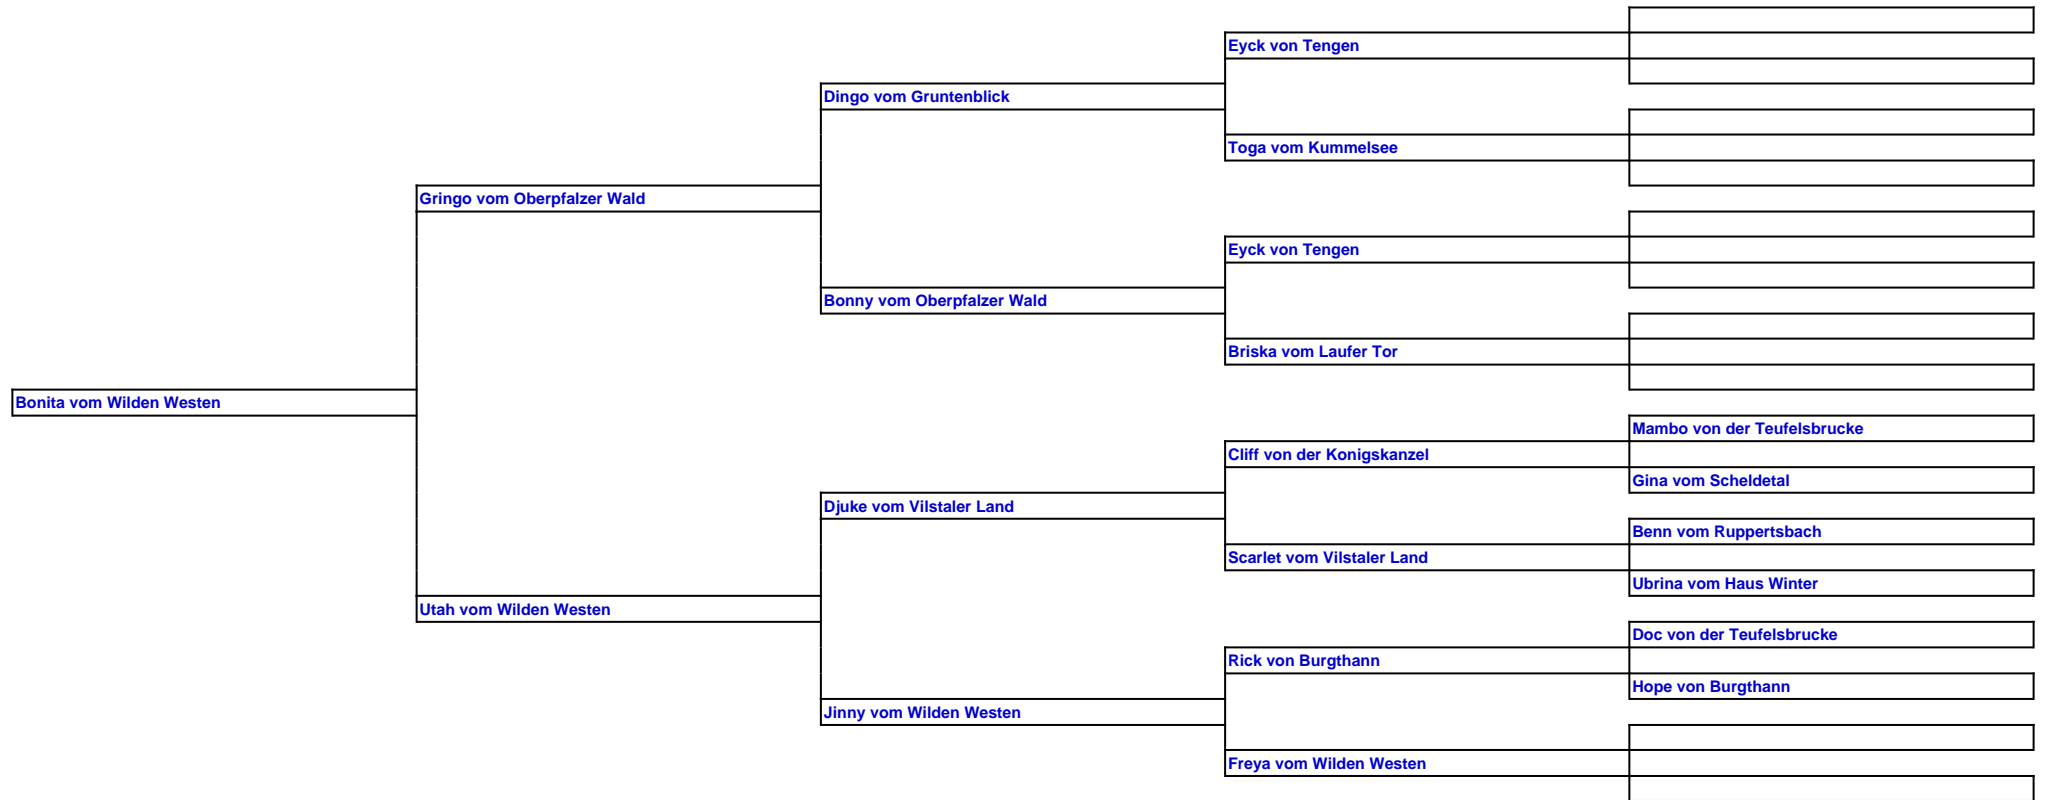 Eyck von Tengen
Dingo vom Gruntenblick
Toga vom Kummelsee
Gringo vom Oberpfalzer Wald
Eyck von Tengen
Bonny vom Oberpfalzer Wald
Briska vom Laufer Tor
Bonita vom Wilden Westen
Mambo von der Teufelsbrucke
Cliff von der Konigskanzel
Gina vom Scheldetal
Djuke vom Vilstaler Land
Benn vom Ruppertsbach
Scarlet vom Vilstaler Land
Ubrina vom Haus Winter
Utah vom Wilden Westen
Doc von der Teufelsbrucke
Rick von Burgthann
Hope von Burgthann
Jinny vom Wilden Westen
Freya vom Wilden Westen